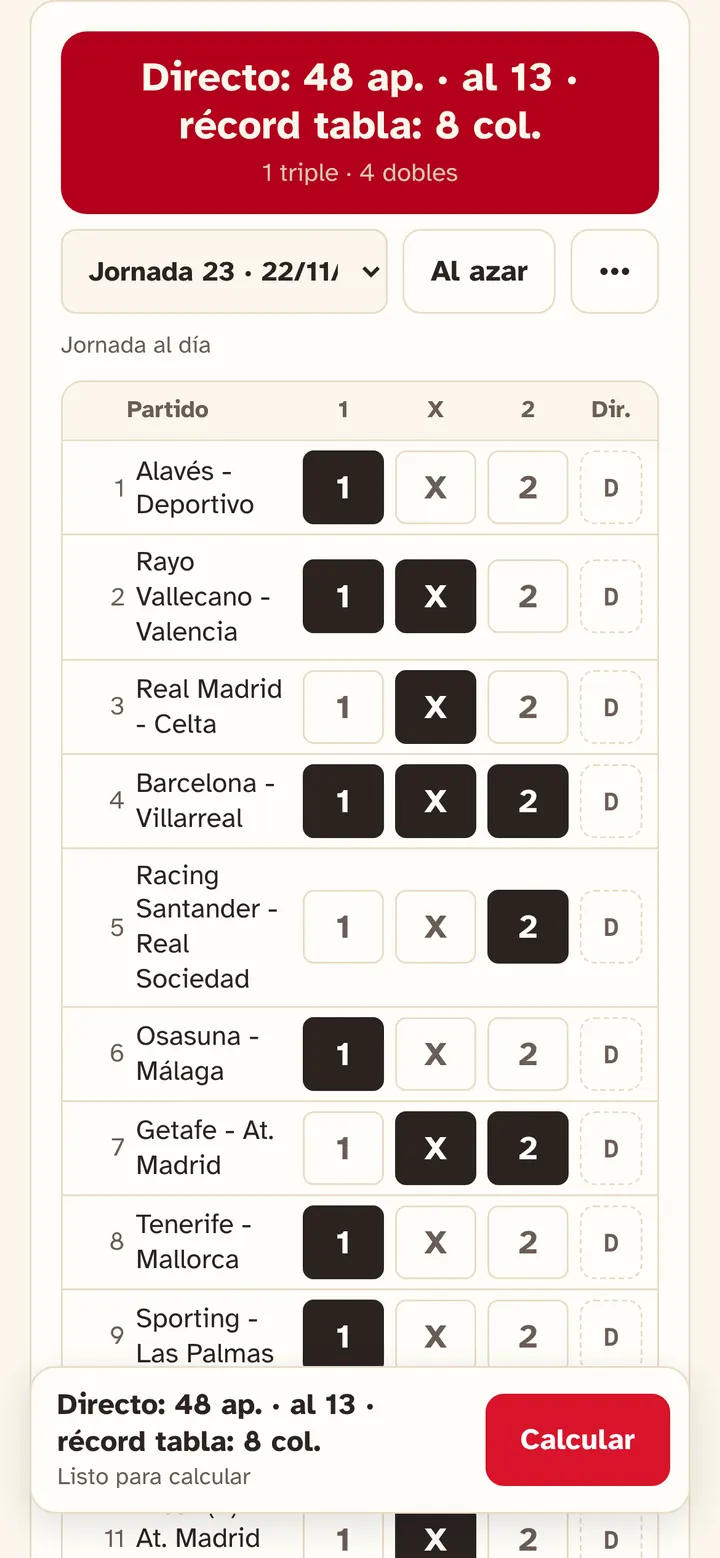 Directo: 48 ap. · al 13 ·
récord tabla: 8 col.
1 triple · 4 dobles
Jornada 23 · 22/11/
Al azar
•••
Jornada al día
Partido 1 X 2 Dir.
1 Alavés - Deportivo 1 X 2 D
2 Rayo Vallecano - Valencia 1 X 2 D
3 Real Madrid - Celta 1 X 2 D
4 Barcelona - Villarreal 1 X 2 D
5 Racing Santander - Real Sociedad 1 X 2 D
6 Osasuna - Málaga 1 X 2 D
7 Getafe - At. Madrid 1 X 2 D
8 Tenerife - Mallorca 1 X 2 D
9 Sporting - Las Palmas 1 X 2 D
Directo: 48 ap. · al 13 ·
récord tabla: 8 col.
Listo para calcular
Calcular
11 At. Madrid 1 X 2 D